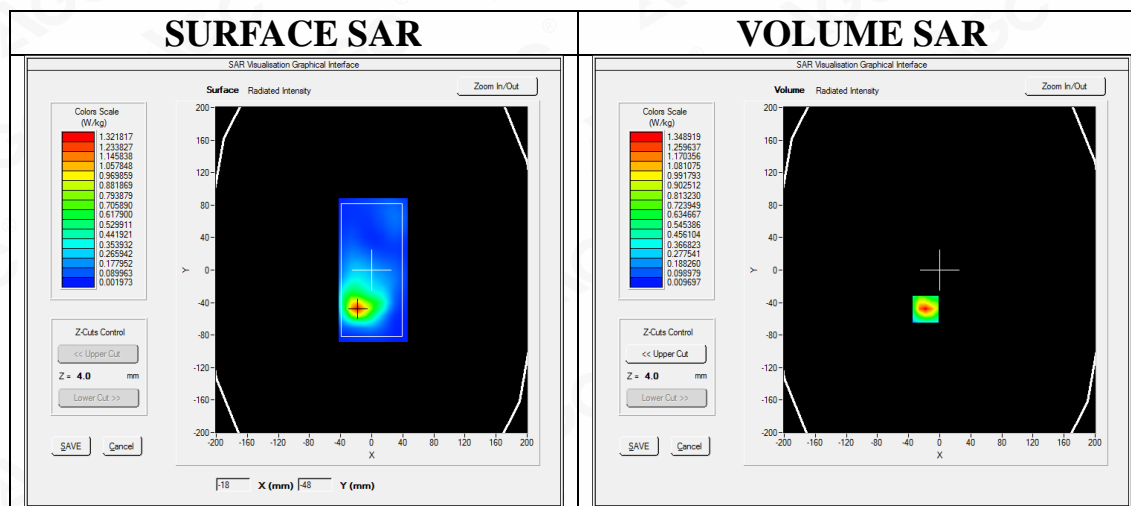 SURFACE SAR
SAR Visualisation Graphical Interface
Surface Radiated Intensity
Zoom In/Out
Colors Scale
(W/kg)
1.321817
1.233827
1.145838
1.057848
0.969859
0.881869
0.793879
0.705890
0.617900
0.529911
0.441921
0.353932
0.265942
0.177952
0.089963
0.001973
Z-Cuts Control
<< Upper Cut
Z = 4.0 mm
Lower Cut >>
SAVE Cancel
200
160
120
80
40
0
-40
-80
-120
-160
-200
Y
-200 -160 -120 -80 -40 0 40 80 120 160 200
X
-18 X (mm) -48 Y (mm)
VOLUME SAR
SAR Visualisation Graphical Interface
Volume Radiated Intensity
Zoom In/Out
Colors Scale
(W/kg)
1.348919
1.259637
1.170356
1.081075
0.991793
0.902512
0.813230
0.723949
0.634667
0.545386
0.456104
0.366823
0.277541
0.188260
0.098979
0.009697
Z-Cuts Control
<< Upper Cut
Z = 4.0 mm
Lower Cut >>
SAVE Cancel
200
160
120
80
40
0
-40
-80
-120
-160
-200
Y
-200 -160 -120 -80 -40 0 40 80 120 160 200
X